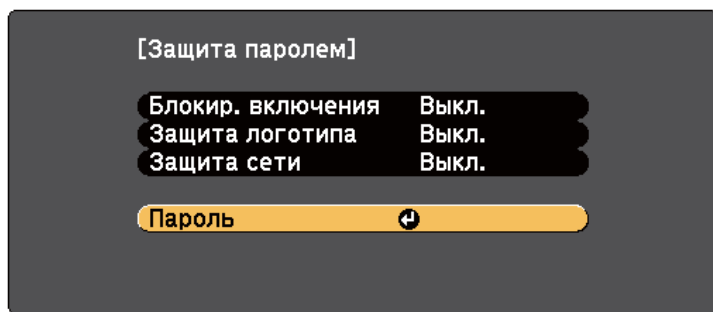 [Защита паролем]
Блокир. включения Выкл.
Защита логотипа Выкл.
Защита сети Выкл.
Пароль